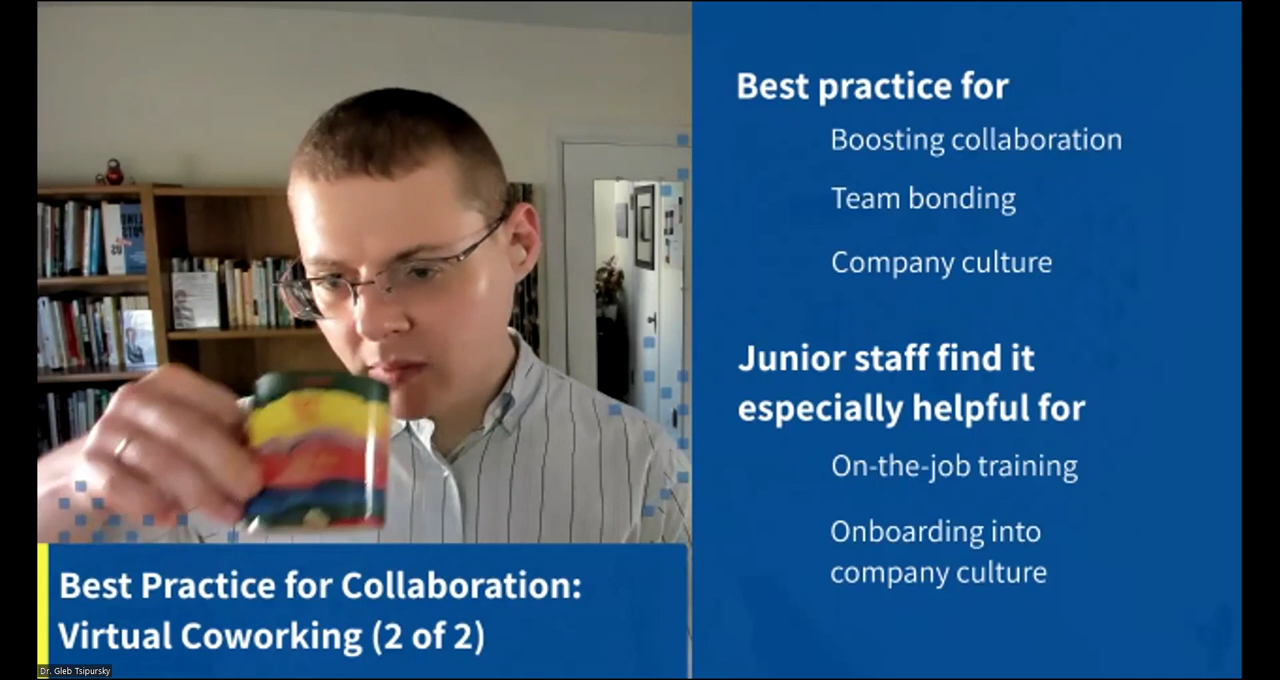 Best practice for
Boosting collaboration
Team bonding
Company culture
Junior staff find it
especially helpful for
On-the-job training
Onboarding into
company culture
Best Practice for Collaboration:
Virtual Coworking (2 of 2)
Dr. Gleb Tsipursky